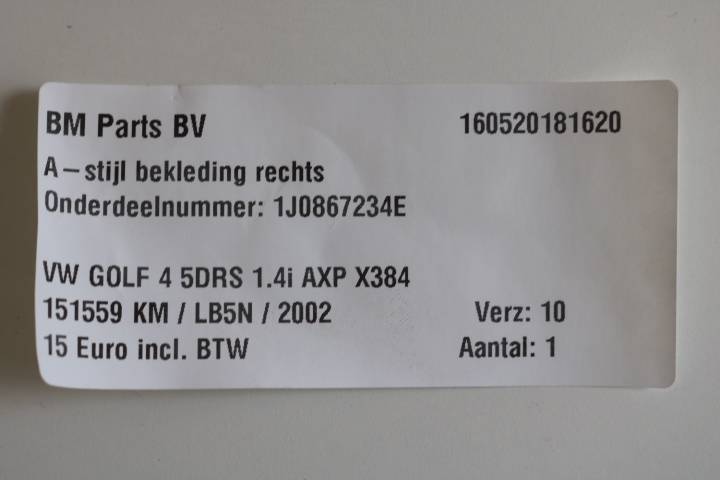 BM Parts BV 160520181620
A-stijl bekleding rechts
Onderdeelnummer: 1J0867234E
VW GOLF 4 5DRS 1.4i AXP X384
151559 KM / LB5N / 2002 Verz: 10
15 Euro incl. BTW Aantal: 1